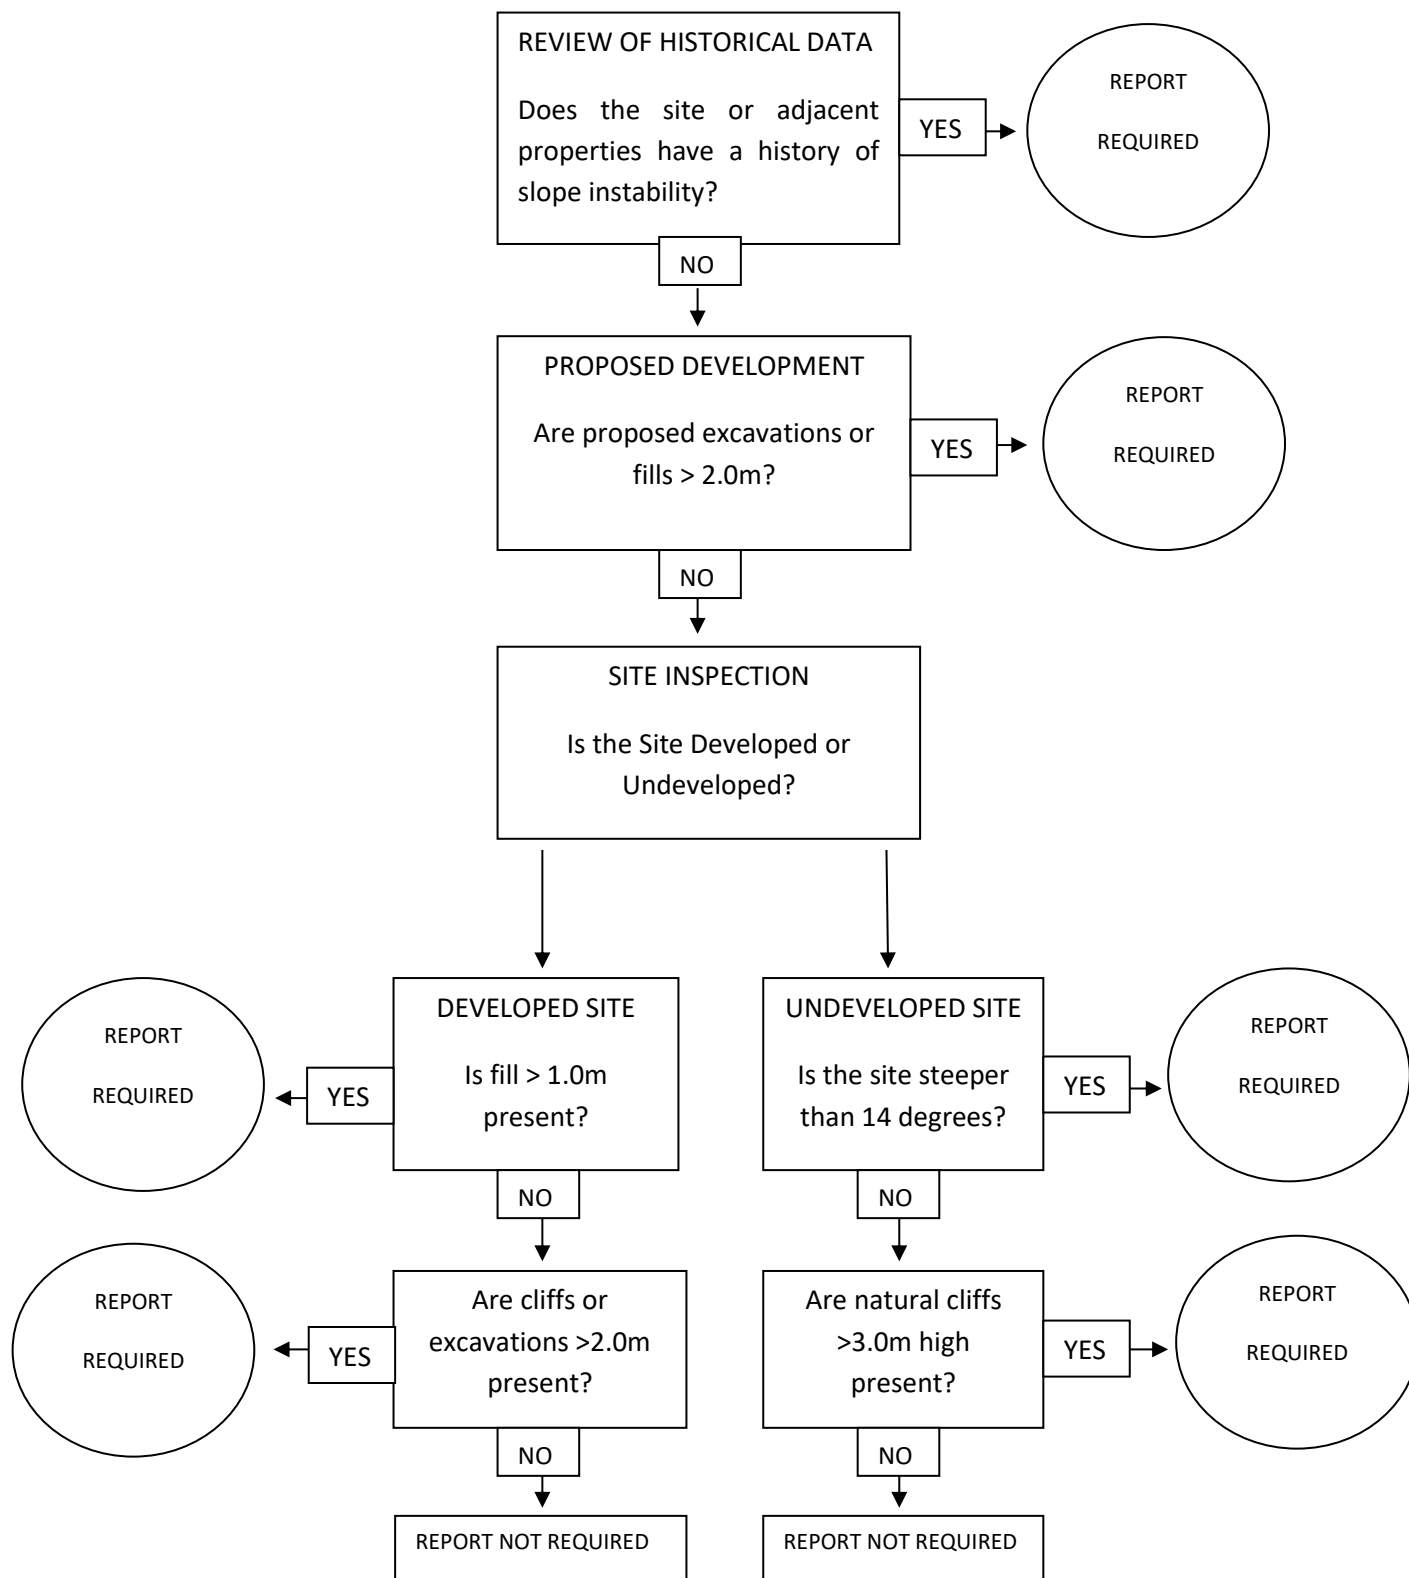 REVIEW OF HISTORICAL DATA
Does the site or adjacent
properties have a history of
slope instability?
YES
REPORT
REQUIRED
NO
PROPOSED DEVELOPMENT
Are proposed excavations or
fills > 2.0m?
YES
REPORT
REQUIRED
NO
SITE INSPECTION
Is the Site Developed or
Undeveloped?
DEVELOPED SITE
Is fill > 1.0m
present?
YES
REPORT
REQUIRED
NO
Are cliffs or
excavations >2.0m
present?
YES
REPORT
REQUIRED
NO
REPORT NOT REQUIRED
UNDEVELOPED SITE
Is the site steeper
than 14 degrees?
YES
REPORT
REQUIRED
NO
Are natural cliffs
>3.0m high
present?
YES
REPORT
REQUIRED
NO
REPORT NOT REQUIRED